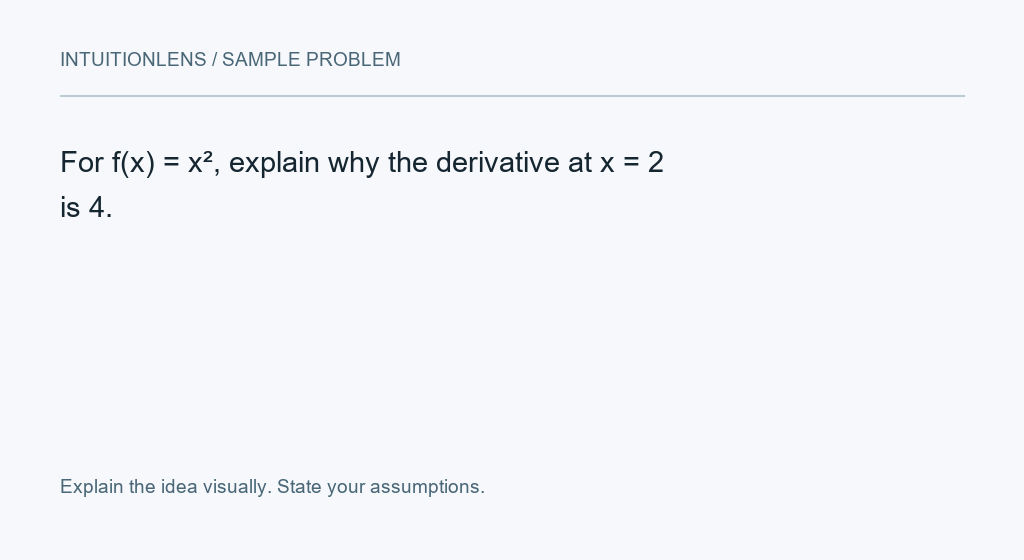 INTUITIONLENS / SAMPLE PROBLEM
For f(x) = x², explain why the derivative at x = 2
is 4.
Explain the idea visually. State your assumptions.